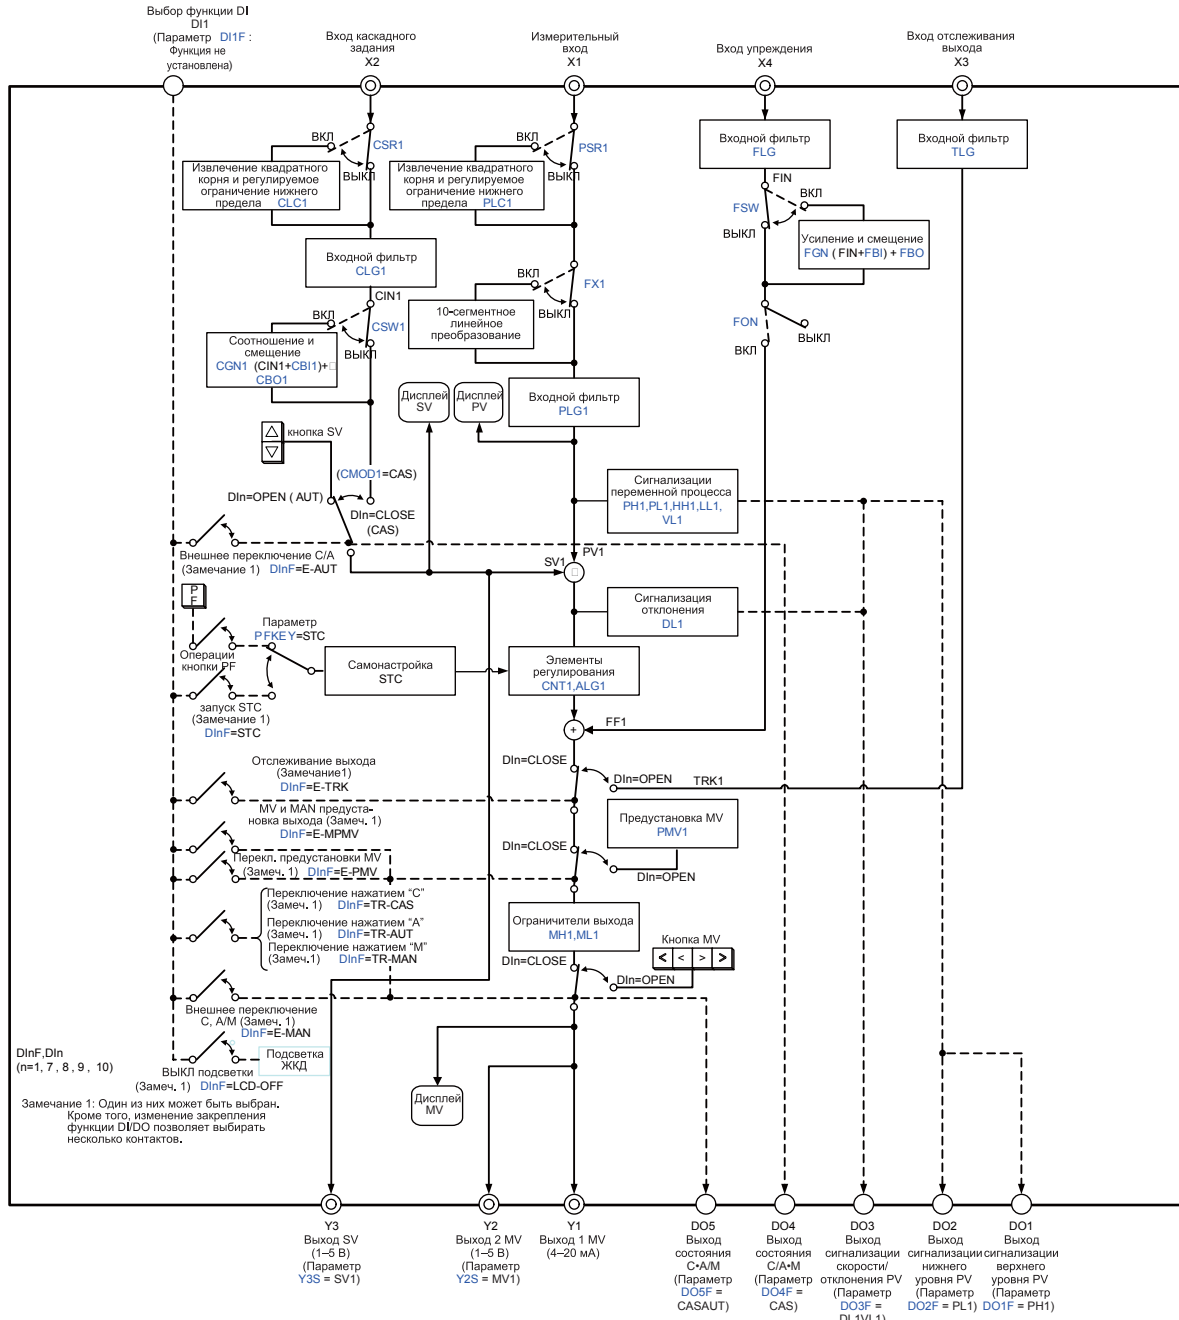 Выбор функции DI
DI1
(Параметр DI1F :
Функция не
установлена)
Вход каскадного
задания
X2
Измерительный
вход
X1
Вход упреждения
X4
Вход отслеживания
выхода
X3
ВКЛ
CSR1
ВЫКЛ
Извлечение квадратного
корня и регулируемое
ограничение нижнего
предела CLC1
ВКЛ
PSR1
ВЫКЛ
Извлечение квадратного
корня и регулируемое
ограничение нижнего
предела PLC1
Входной фильтр
FLG
Входной фильтр
TLG
FIN
ВКЛ
FSW
ВЫКЛ
Усиление и смещение
FGN ( FIN+FBI) + FBO
Входной фильтр
CLG1
CIN1
ВКЛ
CSW1
ВЫКЛ
Соотношение и
смещение
CGN1 (CIN1+CBI1)+□
CBO1
ВКЛ
FX1
ВЫКЛ
10-сегментное
линейное
преобразование
FON
ВЫКЛ
ВКЛ
Дисплей
SV
Дисплей
PV
Входной фильтр
PLG1
кнопка SV
(CMOD1=CAS)
DIn=OPEN ( AUT)
DIn=CLOSE
(CAS)
Сигнализации
переменной процесса
PH1,PL1,HH1,LL1,
VL1
Внешнее переключение C/A
(Замечание 1) DInF=E-AUT
PV1
SV1
Сигнализация
отклонения
DL1
P
F
Параметр
PFKEY=STC
Операции
кнопки PF
Самонастройка
STC
Элементы
регулирования
CNT1,ALG1
запуск STC
(Замечание 1)
DInF=STC
+
FF1
Отслеживание выхода
(Замечание1)
DInF=E-TRK
DIn=CLOSE
DIn=OPEN
TRK1
MV и MAN предуста-
новка выхода (Замеч. 1)
DInF=E-MPMV
Предустановка MV
PMV1
DIn=CLOSE
DIn=OPEN
Перекл. предустановки MV
(Замеч. 1) DInF=E-PMV
Переключение нажатием “C”
(Замеч. 1) DInF=TR-CAS
Переключение нажатием “A”
(Замеч. 1) DInF=TR-AUT
Переключение нажатием “M”
(Замеч.1) DInF=TR-MAN
Ограничители выхода
MH1,ML1
Кнопка MV
< < > >
DIn=CLOSE
DIn=OPEN
Внешнее переключение
C, A/M (Замеч. 1)
DInF=E-MAN
DInF,DIn
(n=1, 7 , 8 , 9 , 10)
Подсветка
ЖКД
ВЫКЛ подсветки
(Замеч. 1) DInF=LCD-OFF
Замечание 1: Один из них может быть выбран.
Кроме того, изменение закрепления
функции DI/DO позволяет выбирать
несколько контактов.
Дисплей
MV
Y3
Выход SV
(1–5 В)
(Параметр
Y3S = SV1)
Y2
Выход 2 MV
(1–5 В)
(Параметр
Y2S = MV1)
Y1
Выход 1 MV
(4–20 мА)
DO5
Выход
состояния
C•A/M
(Параметр
DO5F =
CASAUT)
DO4
Выход
состояния
C/A•M
(Параметр
DO4F =
CAS)
DO3
Выход
сигнализации
скорости/
отклонения PV
(Параметр
DO3F =
DL1VL1)
DO2
Выход
сигнализации
нижнего
уровня PV
(Параметр
DO2F = PL1)
DO1
Выход
сигнализации
верхнего
уровня PV
(Параметр
DO1F = PH1)